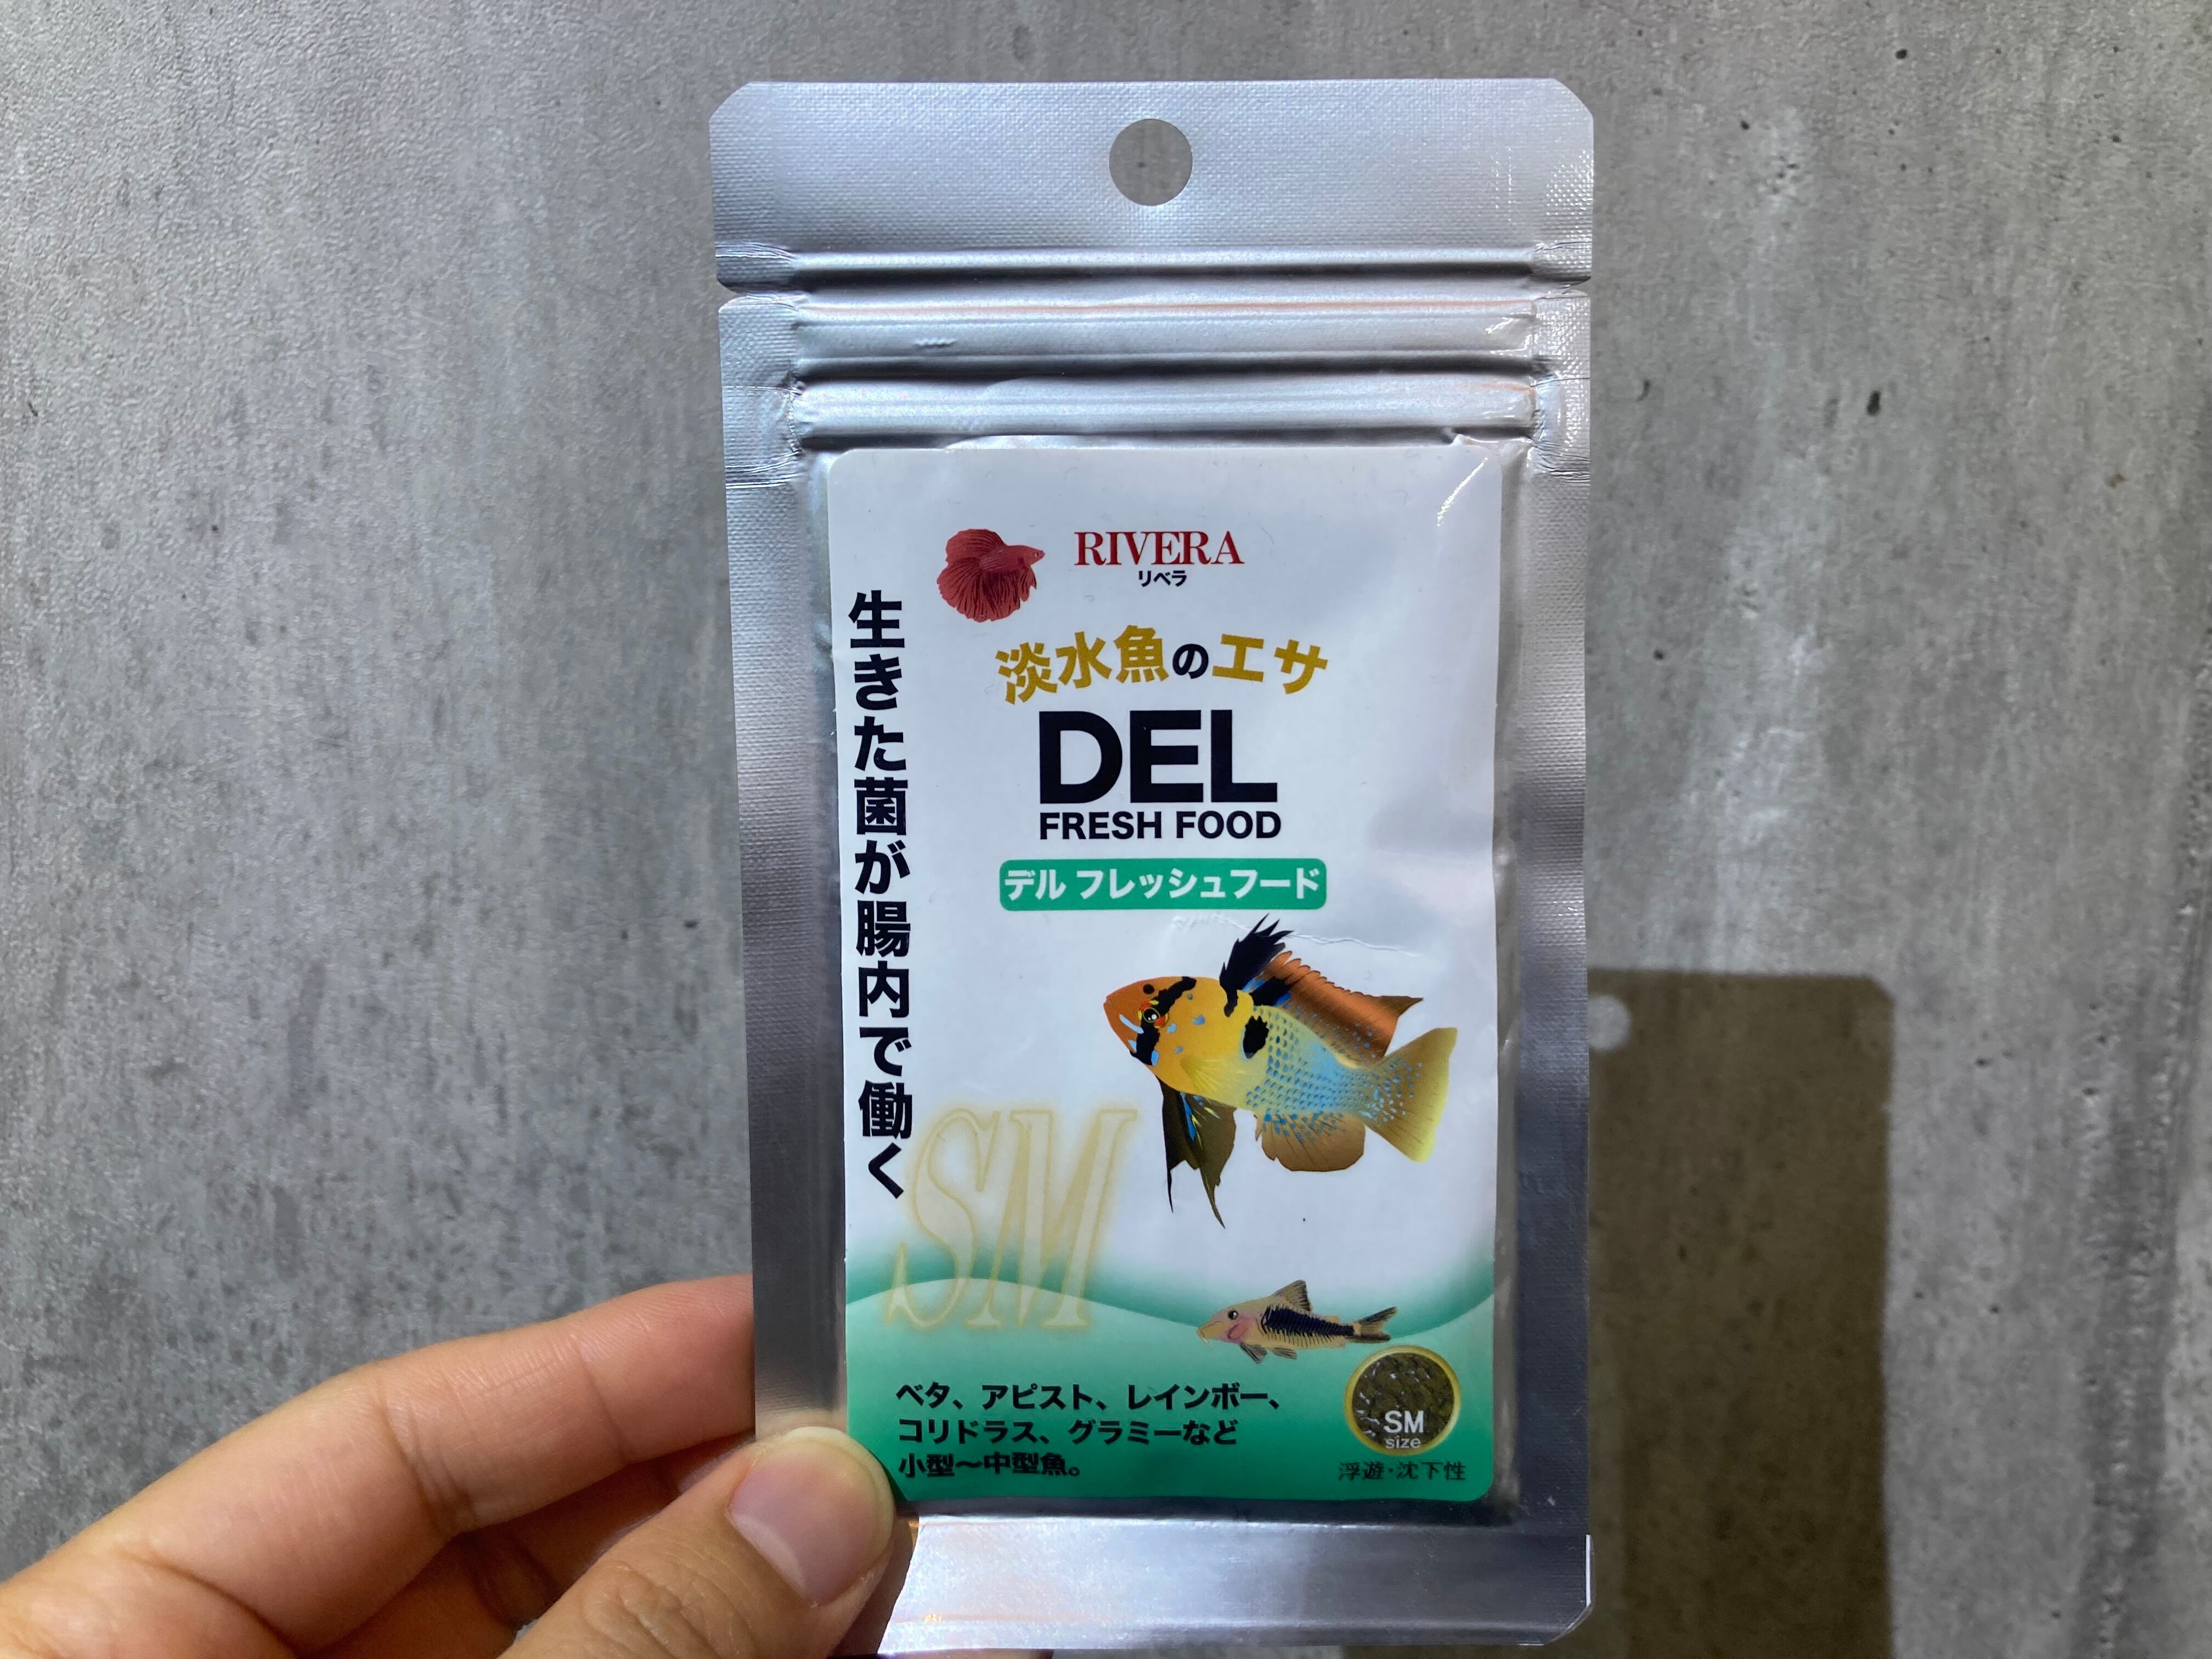 RIVERA
リベラ
淡水魚のエサ
DEL
FRESH FOOD
デル フレッシュフード
生きた菌が腸内で働く
SM
ベタ、アピスト、レインボー、
コリドラス、グラミーなど
小型〜中型魚。
SM
size
浮遊・沈下性